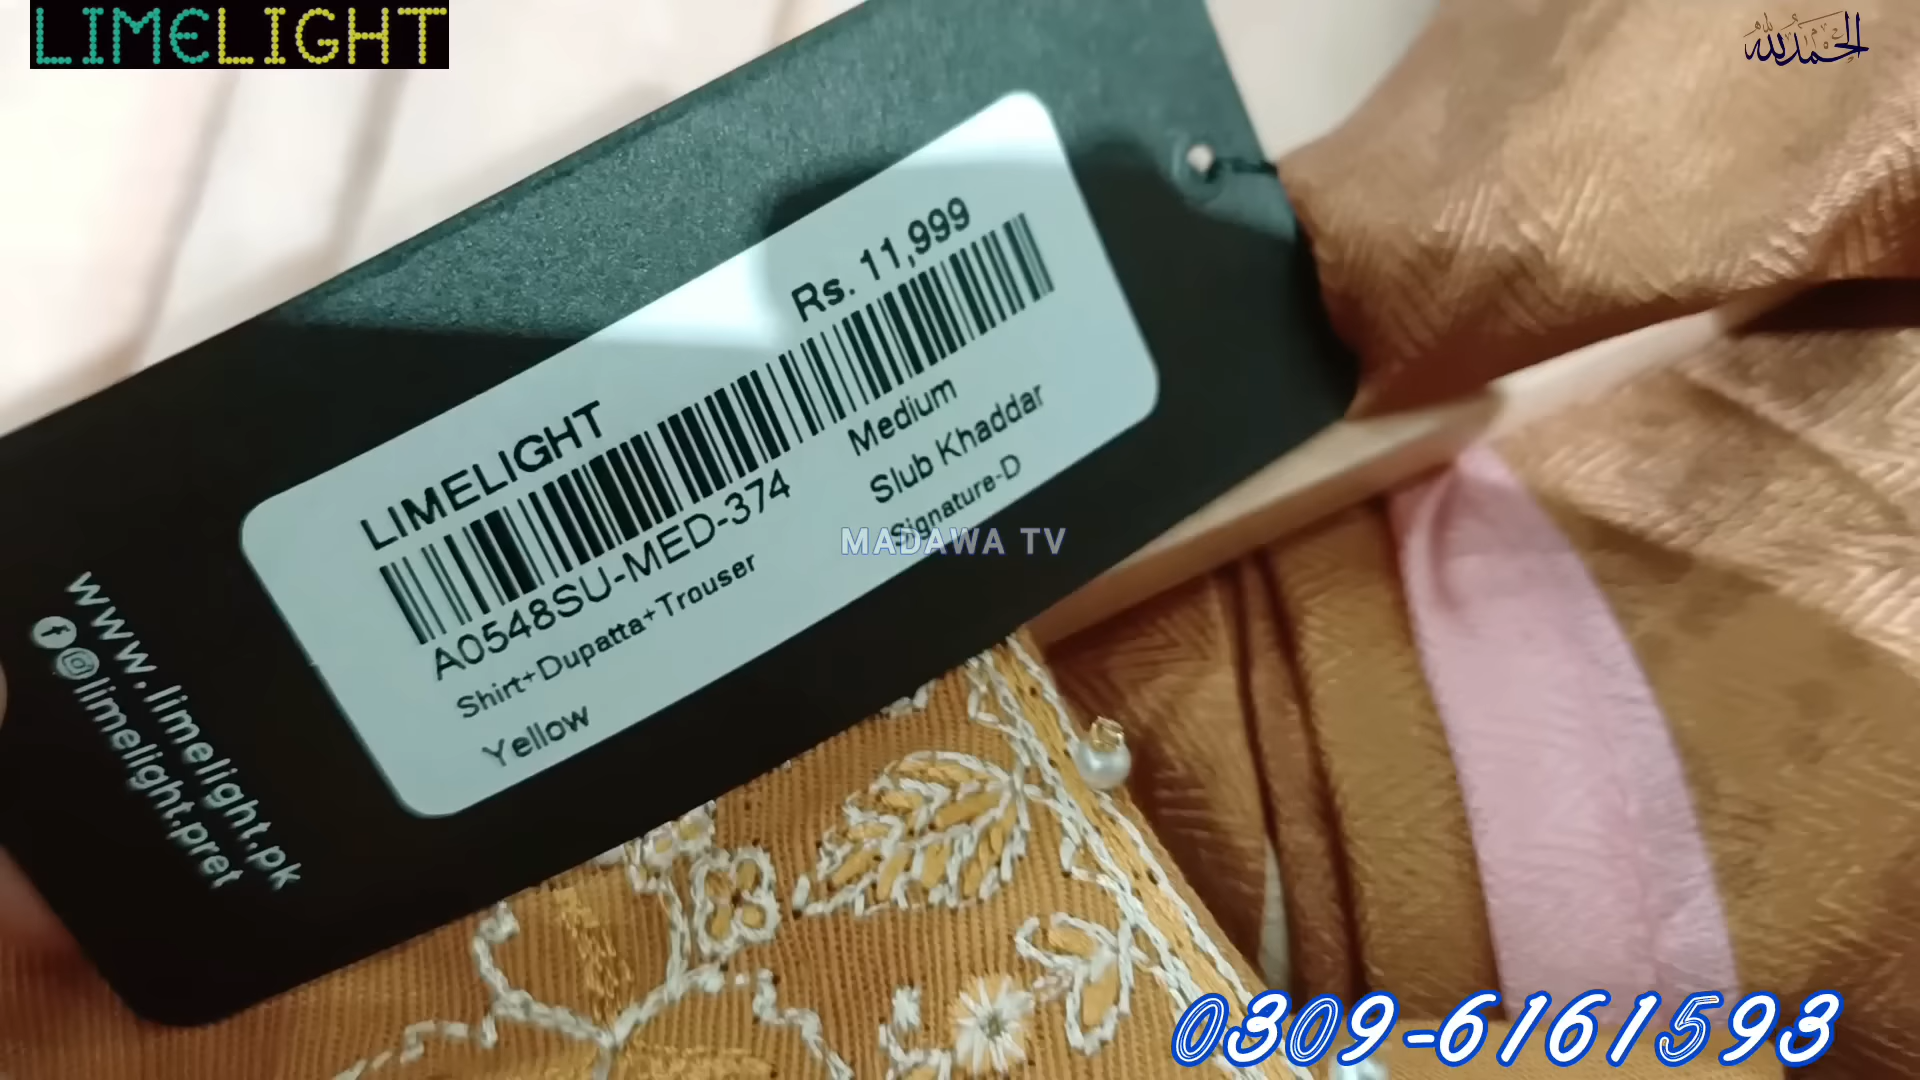 LIMELIGHT
الحمدلله
LIMELIGHT
Rs. 11,999
A0548SU-MED-374
Medium
Shirt+Dupatta+Trouser
Slub Khaddar
Yellow
Signature-D
MADAWA TV
www.limelight.pk
@limelight.pret
0309-6161593